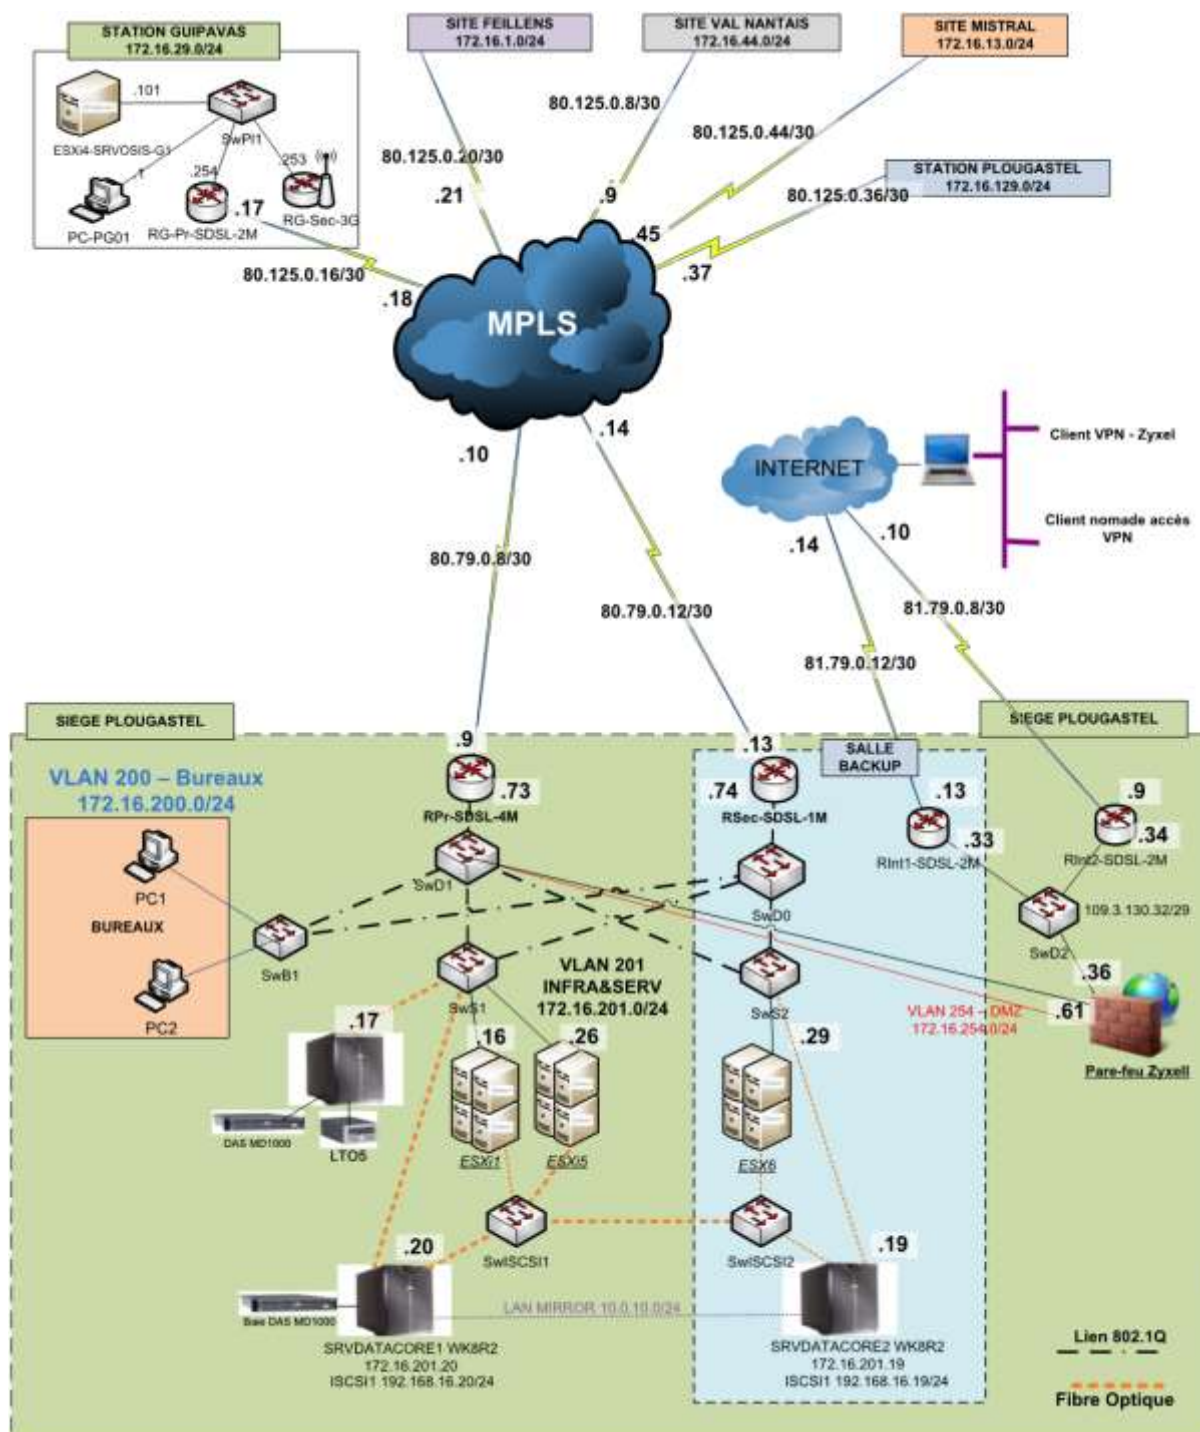 STATION GUIPAVAS
172.16.29.0/24
SITE FEILLENS
172.16.1.0/24
SITE VAL NANTAIS
172.16.44.0/24
SITE MISTRAL
172.16.13.0/24
.101
ESXi4-SRVOSIS-G1
SwPI1
.1
.254
.253
PC-PG01
.17
RG-Pr-SDSL-2M
RG-Sec-3G
80.125.0.16/30
.18
80.125.0.20/30
.21
80.125.0.8/30
.9
80.125.0.44/30
.45
STATION PLOUGASTEL
172.16.129.0/24
80.125.0.36/30
.37
MPLS
.10
.14
80.79.0.8/30
80.79.0.12/30
INTERNET
Client VPN - Zyxel
Client nomade accès
VPN
.14
.10
81.79.0.8/30
81.79.0.12/30
SIEGE PLOUGASTEL
SIEGE PLOUGASTEL
VLAN 200 – Bureaux
172.16.200.0/24
.9
.73
RPr-SDSL-4M
.13
.74
RSec-SDSL-1M
SALLE
BACKUP
.13
.33
RInt1-SDSL-2M
.9
.34
RInt2-SDSL-2M
PC1
BUREAUX
PC2
SwB1
SwD1
SwD0
SwD2
109.3.130.32/29
.36
.61
Pare-feu Zyxell
VLAN 254 – DMZ
172.16.254.0/24
SwS1
VLAN 201
INFRA&SERV
172.16.201.0/24
SwS2
.17
.16
.26
.29
DAS MD1000
LTO5
ESXi1
ESXi5
ESX6
SwISCSI1
SwISCSI2
.20
.19
Baie DAS MD1000
LAN MIRROR 10.0.10.0/24
SRVDATACORE1 WK8R2
172.16.201.20
ISCSI1 192.168.16.20/24
SRVDATACORE2 WK8R2
172.16.201.19
ISCSI1 192.168.16.19/24
Lien 802.1Q
Fibre Optique